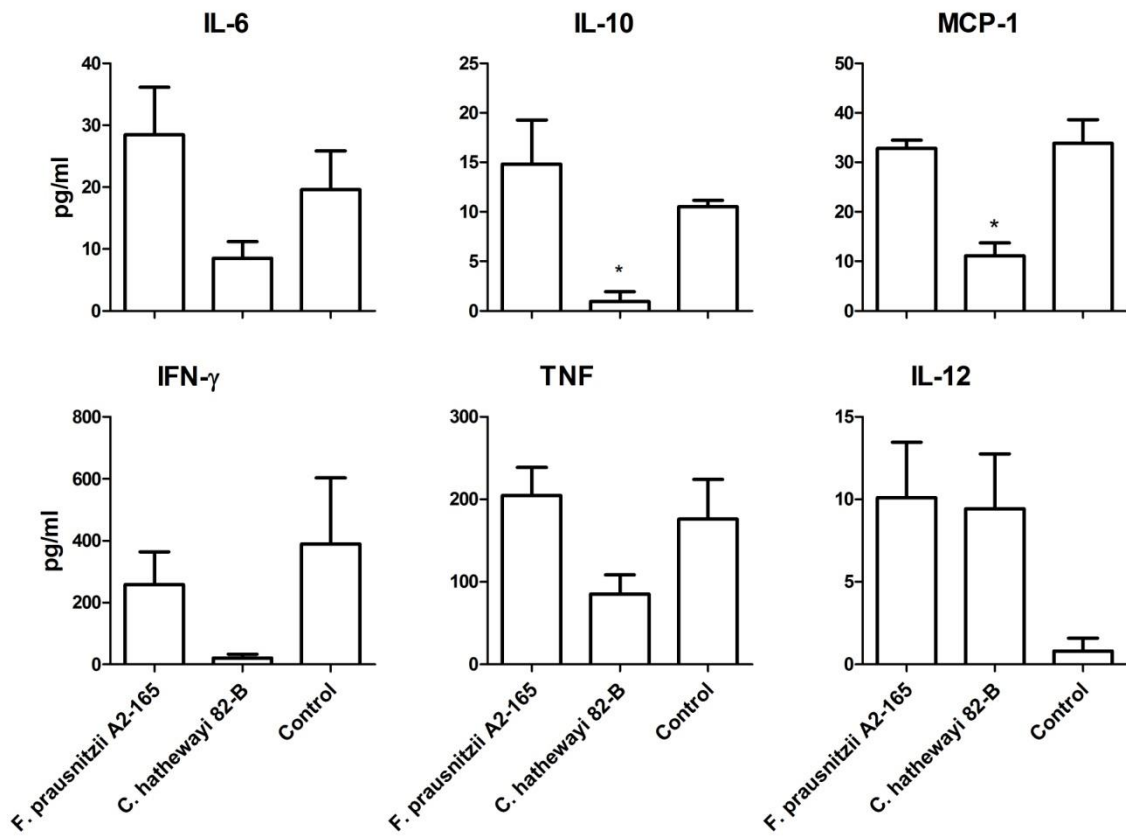 IL-6
40
30
20
10
0
pg/ml
IL-10
25
20
15
10
5
0
*
MCP-1
50
40
30
20
10
0
*
IFN-γ
800
600
400
200
0
pg/ml
F. prausnitzii A2-165
C. hathewayi 82-B
Control
TNF
300
200
100
0
F. prausnitzii A2-165
C. hathewayi 82-B
Control
IL-12
15
10
5
0
F. prausnitzii A2-165
C. hathewayi 82-B
Control